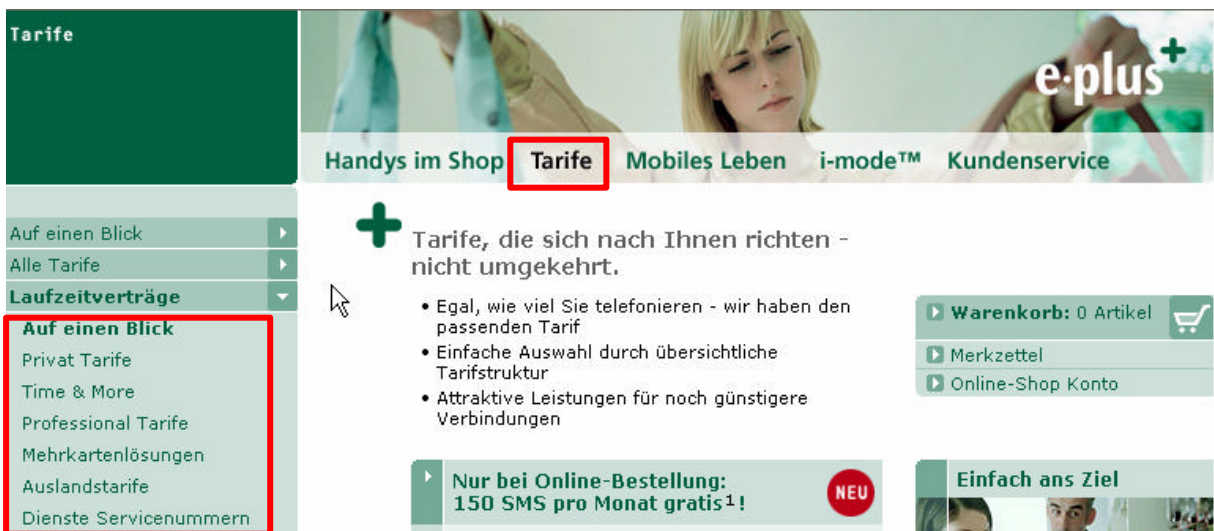 Tarife
e·plus+
Handys im Shop Tarife Mobiles Leben i-mode™ Kundenservice
Auf einen Blick
Alle Tarife
Laufzeitverträge
Auf einen Blick
Privat Tarife
Time & More
Professional Tarife
Mehrkartenlösungen
Auslandstarife
Dienste Servicenummern
Tarife, die sich nach Ihnen richten -
nicht umgekehrt.
• Egal, wie viel Sie telefonieren - wir haben den
passenden Tarif
• Einfache Auswahl durch übersichtliche
Tarifstruktur
• Attraktive Leistungen für noch günstigere
Verbindungen
Nur bei Online-Bestellung:
150 SMS pro Monat gratis¹!
NEU
Warenkorb: 0 Artikel
Merkzettel
Online-Shop Konto
Einfach ans Ziel